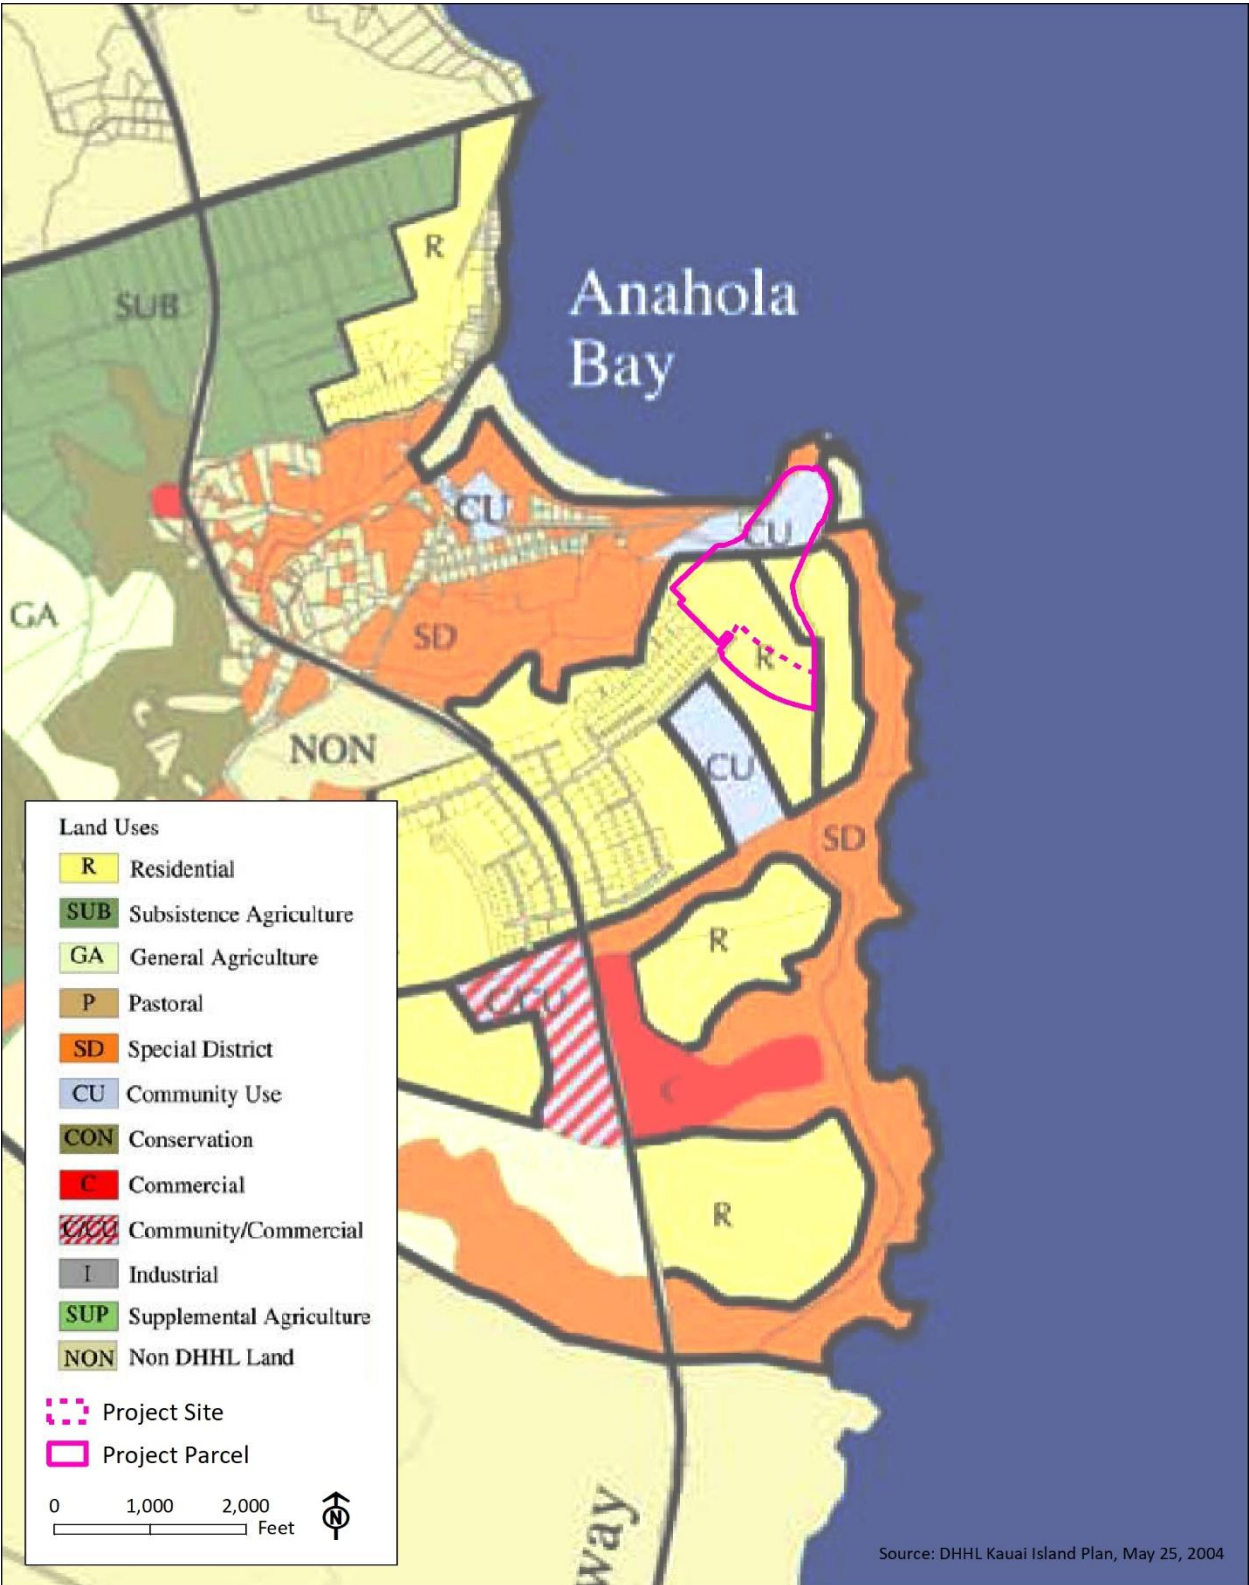 R
SUB
Anahola
Bay
CU
CU
GA
SD
R
NON
CU
SD
R
C/CU
C
R
way
Land Uses
R Residential
SUB Subsistence Agriculture
GA General Agriculture
P Pastoral
SD Special District
CU Community Use
CON Conservation
C Commercial
C/CU Community/Commercial
I Industrial
SUP Supplemental Agriculture
NON Non DHHL Land
Project Site
Project Parcel
0 1,000 2,000
Feet
N
Source: DHHL Kauai Island Plan, May 25, 2004